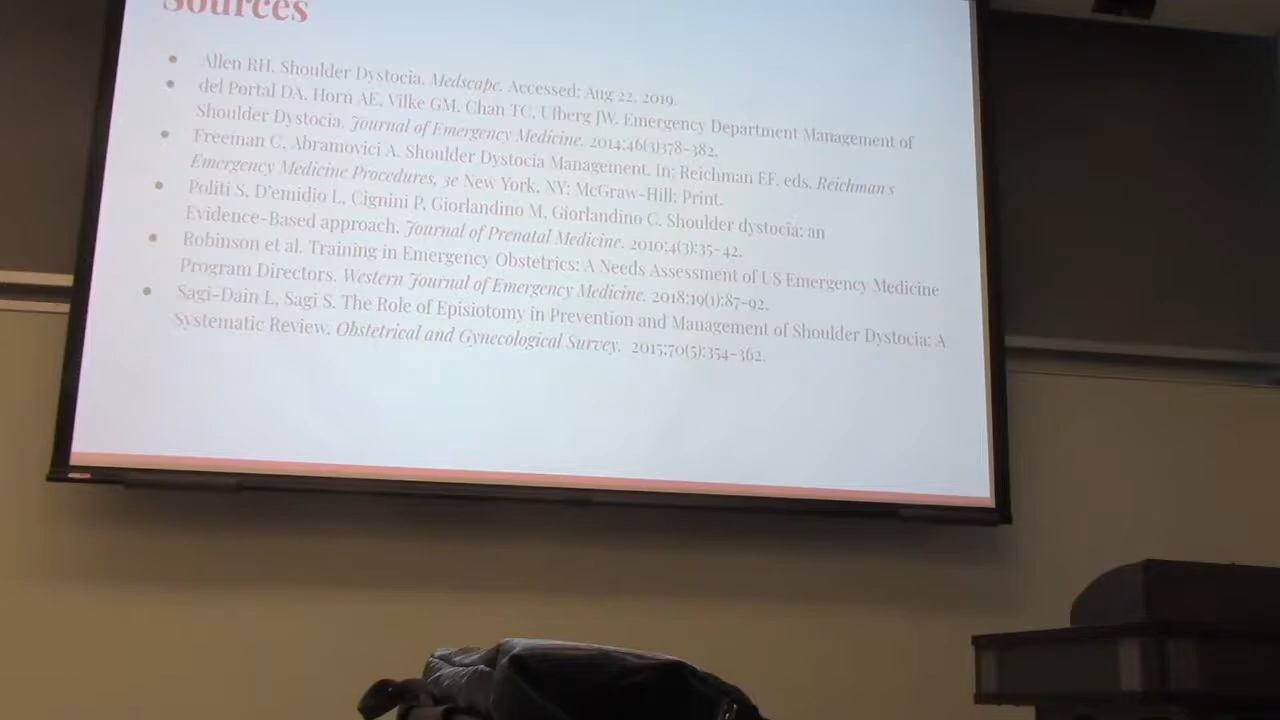 Sources
• Allen RH. Shoulder Dystocia. Medscape. Accessed: Aug 22, 2019.
• del Portal DA, Horn AE, Vilke GM, Chan TC, Ufberg JW. Emergency Department Management of
Shoulder Dystocia. Journal of Emergency Medicine. 2014;46(3)378-382.
• Freeman C, Abramovici A. Shoulder Dystocia Management. In: Reichman E.F. eds. Reichman's
Emergency Medicine Procedures, 3e New York, NY: McGraw-Hill; Print.
• Politi S, D'emidio L, Cignini P, Giorlandino M, Giorlandino C. Shoulder dystocia: an
Evidence-Based approach. Journal of Prenatal Medicine. 2010;4(3):35-42.
• Robinson et al. Training in Emergency Obstetrics: A Needs Assessment of US Emergency Medicine
Program Directors. Western Journal of Emergency Medicine. 2018;19(1):87-92.
• Sagi-Dain L, Sagi S. The Role of Episiotomy in Prevention and Management of Shoulder Dystocia: A
Systematic Review. Obstetrical and Gynecological Survey. 2015;70(5):354-362.